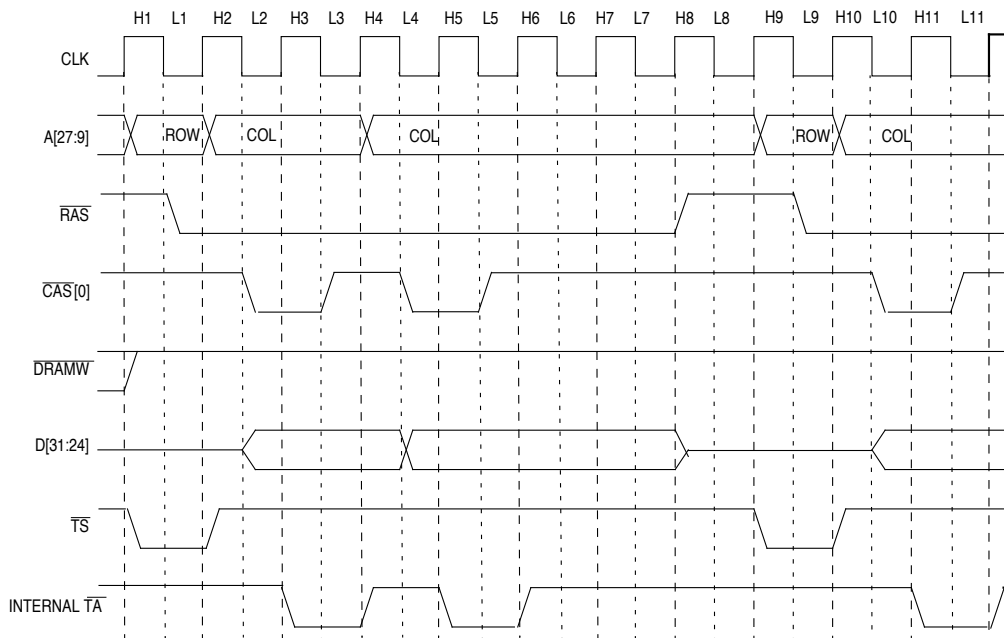 H1 L1 H2 L2 H3 L3 H4 L4 H5 L5 H6 L6 H7 L7 H8 L8 H9 L9 H10 L10 H11 L11
CLK
A[27:9] ROW COL COL ROW COL
RAS
CAS[0]
DRAMW
D[31:24]
TS
INTERNAL TA